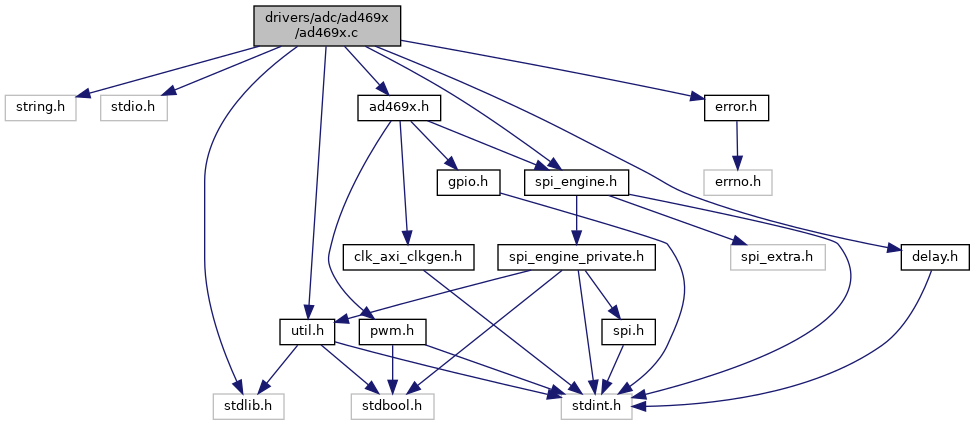 drivers/adc/ad469x
/ad469x.c
string.h
stdio.h
ad469x.h
error.h
gpio.h
spi_engine.h
errno.h
clk_axi_clkgen.h
spi_engine_private.h
spi_extra.h
delay.h
util.h
pwm.h
spi.h
stdlib.h
stdbool.h
stdint.h